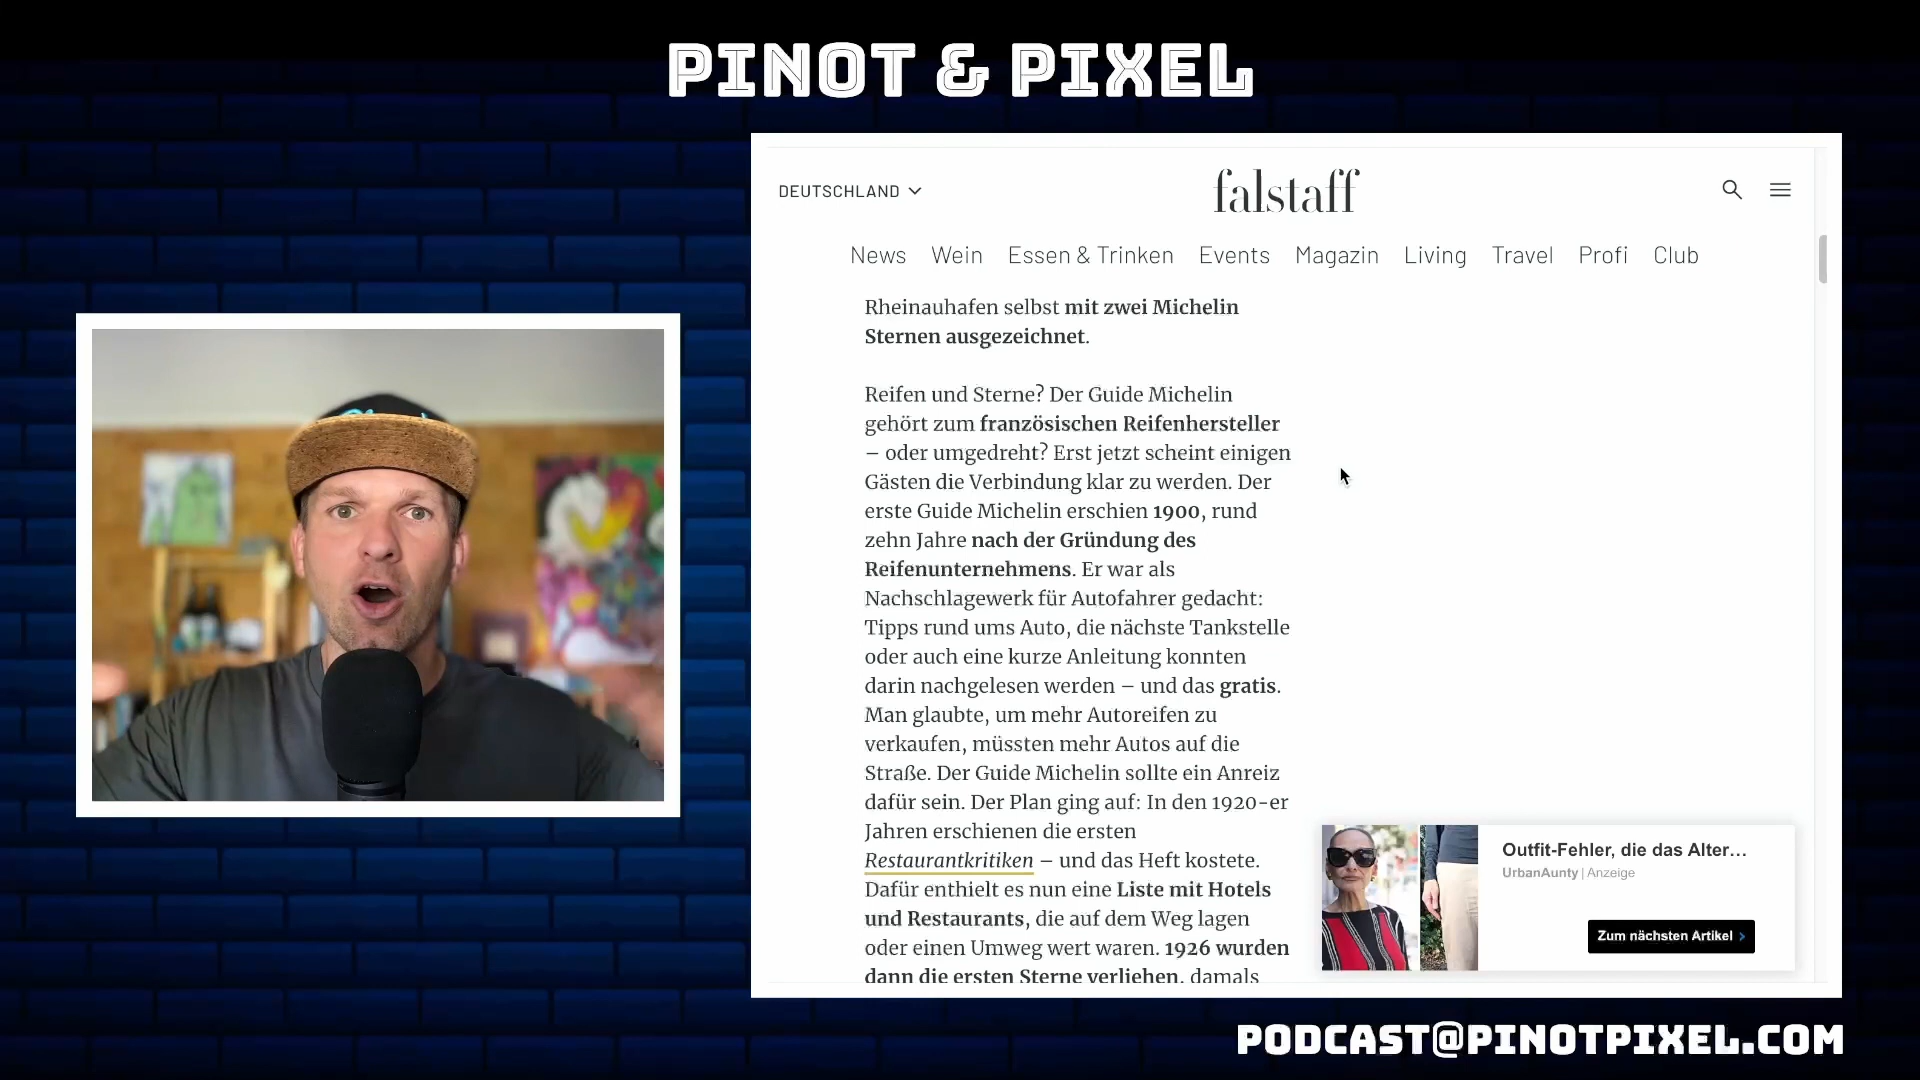 PINOT & PIXEL
DEUTSCHLAND
falstaff
News Wein Essen & Trinken Events Magazin Living Travel Profi Club
Rheinauhafen selbst mit zwei Michelin
Sternen ausgezeichnet.
Reifen und Sterne? Der Guide Michelin
gehört zum französischen Reifenhersteller
– oder umgedreht? Erst jetzt scheint einigen
Gästen die Verbindung klar zu werden. Der
erste Guide Michelin erschien 1900, rund
zehn Jahre nach der Gründung des
Reifenunternehmens. Er war als
Nachschlagewerk für Autofahrer gedacht:
Tipps rund ums Auto, die nächste Tankstelle
oder auch eine kurze Anleitung konnten
darin nachgelesen werden – und das gratis.
Man glaubte, um mehr Autoreifen zu
verkaufen, müssten mehr Autos auf die
Straße. Der Guide Michelin sollte ein Anreiz
dafür sein. Der Plan ging auf: In den 1920-er
Jahren erschienen die ersten
Restaurantkritiken – und das Heft kostete.
Dafür enthielt es nun eine Liste mit Hotels
und Restaurants, die auf dem Weg lagen
oder einen Umweg wert waren. 1926 wurden
dann die ersten Sterne verliehen, damals
Outfit-Fehler, die das Alter...
UrbanAunty | Anzeige
Zum nächsten Artikel >
PODCAST@PINOTPIXEL.COM